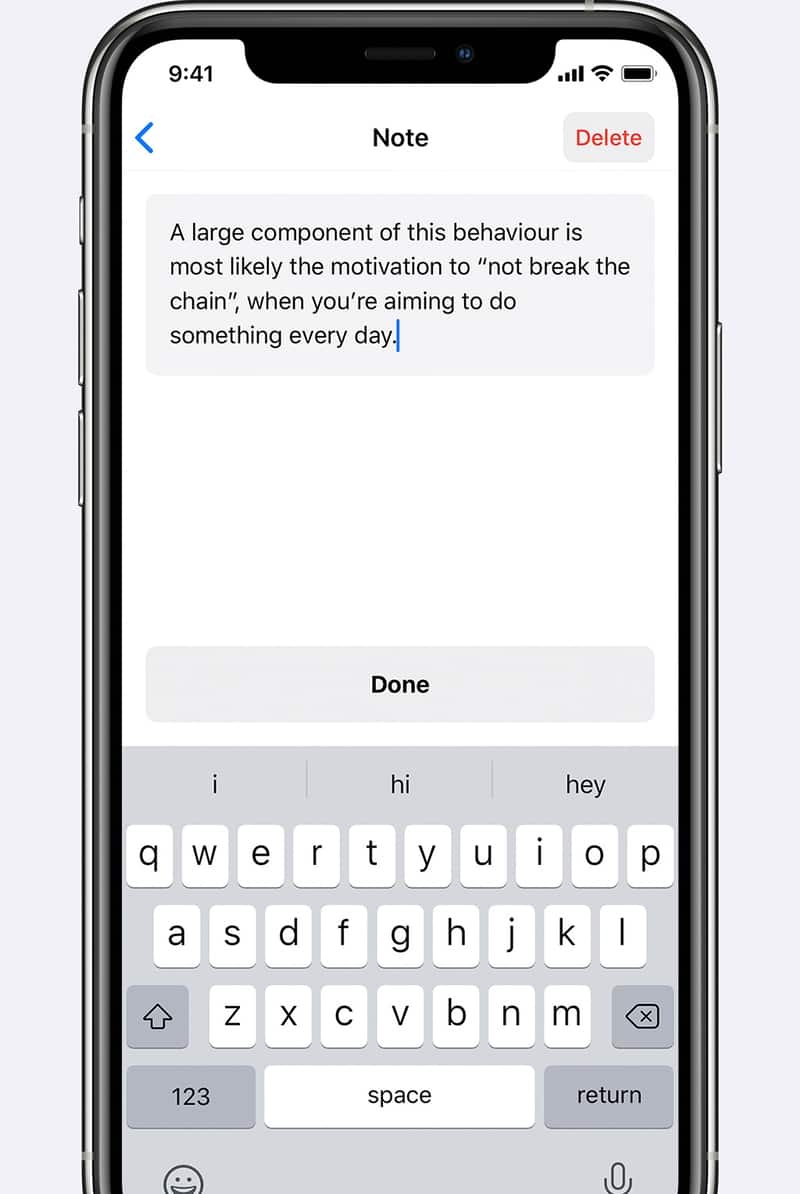 9:41
Note
Delete
A large component of this behaviour is
most likely the motivation to “not break the
chain”, when you’re aiming to do
something every day.
Done
i hi hey
q w e r t y u i o p
a s d f g h j k l
z x c v b n m
123 space return